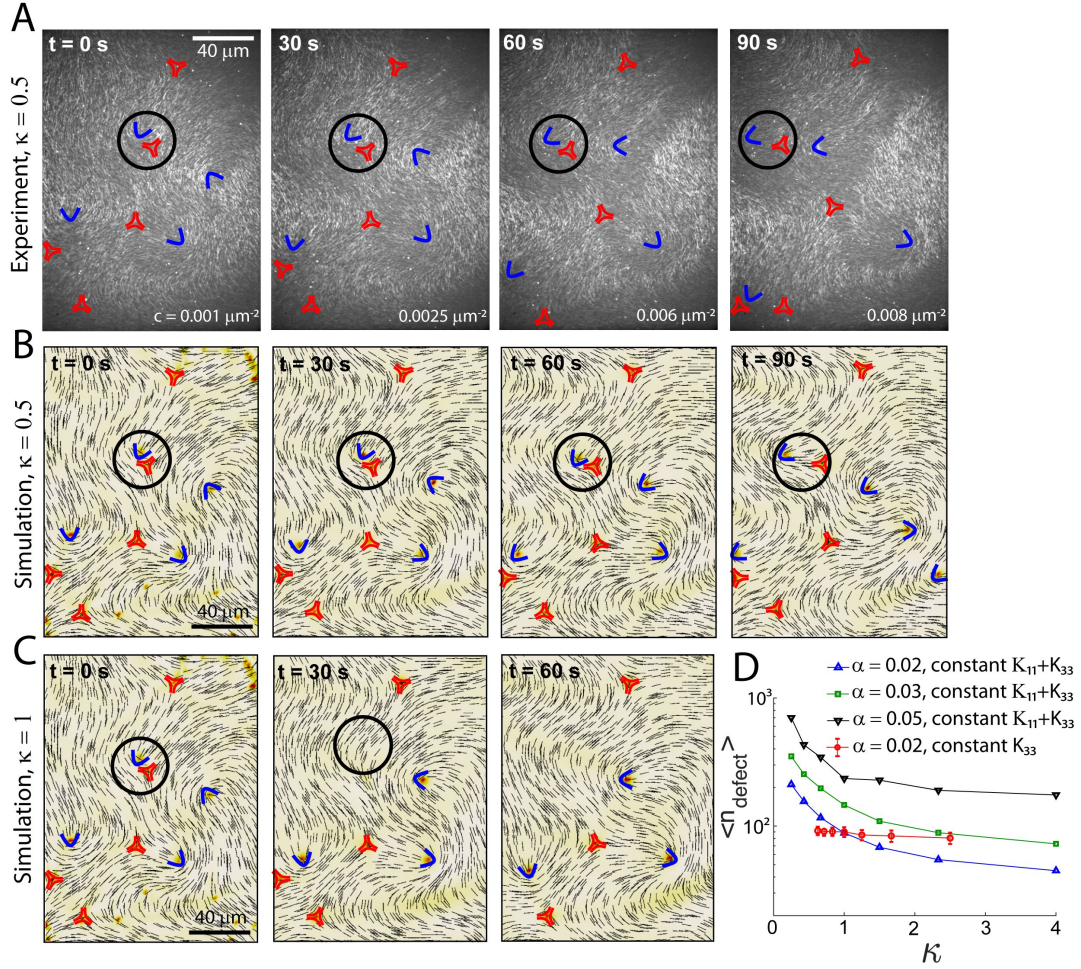 A
Experiment, κ = 0.5
t = 0 s
40 μm
30 s
60 s
90 s
c = 0.001 μm⁻²
0.0025 μm⁻²
0.006 μm⁻²
0.008 μm⁻²
B
Simulation, κ = 0.5
t = 0 s
t = 30 s
t = 60 s
t = 90 s
40 μm
C
Simulation, κ = 1
t = 0 s
t = 30 s
t = 60 s
40 μm
D
α = 0.02, constant K₁₁+K₃₃
α = 0.03, constant K₁₁+K₃₃
α = 0.05, constant K₁₁+K₃₃
α = 0.02, constant K₃₃
<n_defect>
10³
10²
0 1 2 3 4
κ